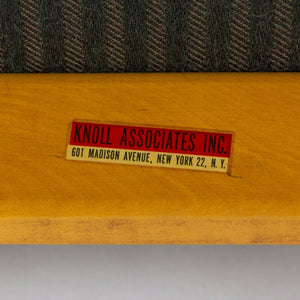 KNOLL ASSOCIATES INC.
601 MADISON AVENUE, NEW YORK 22, N.Y.